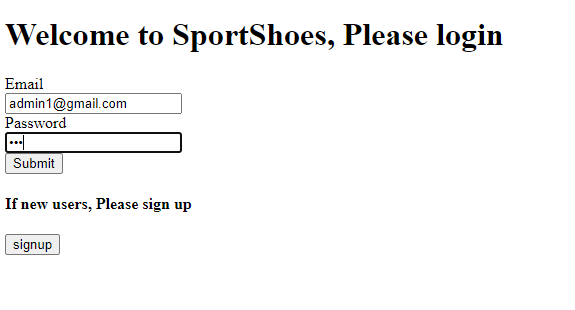 Welcome to SportShoes, Please login
Email
admin1@gmail.com
Password
•••
Submit
If new users, Please sign up
signup